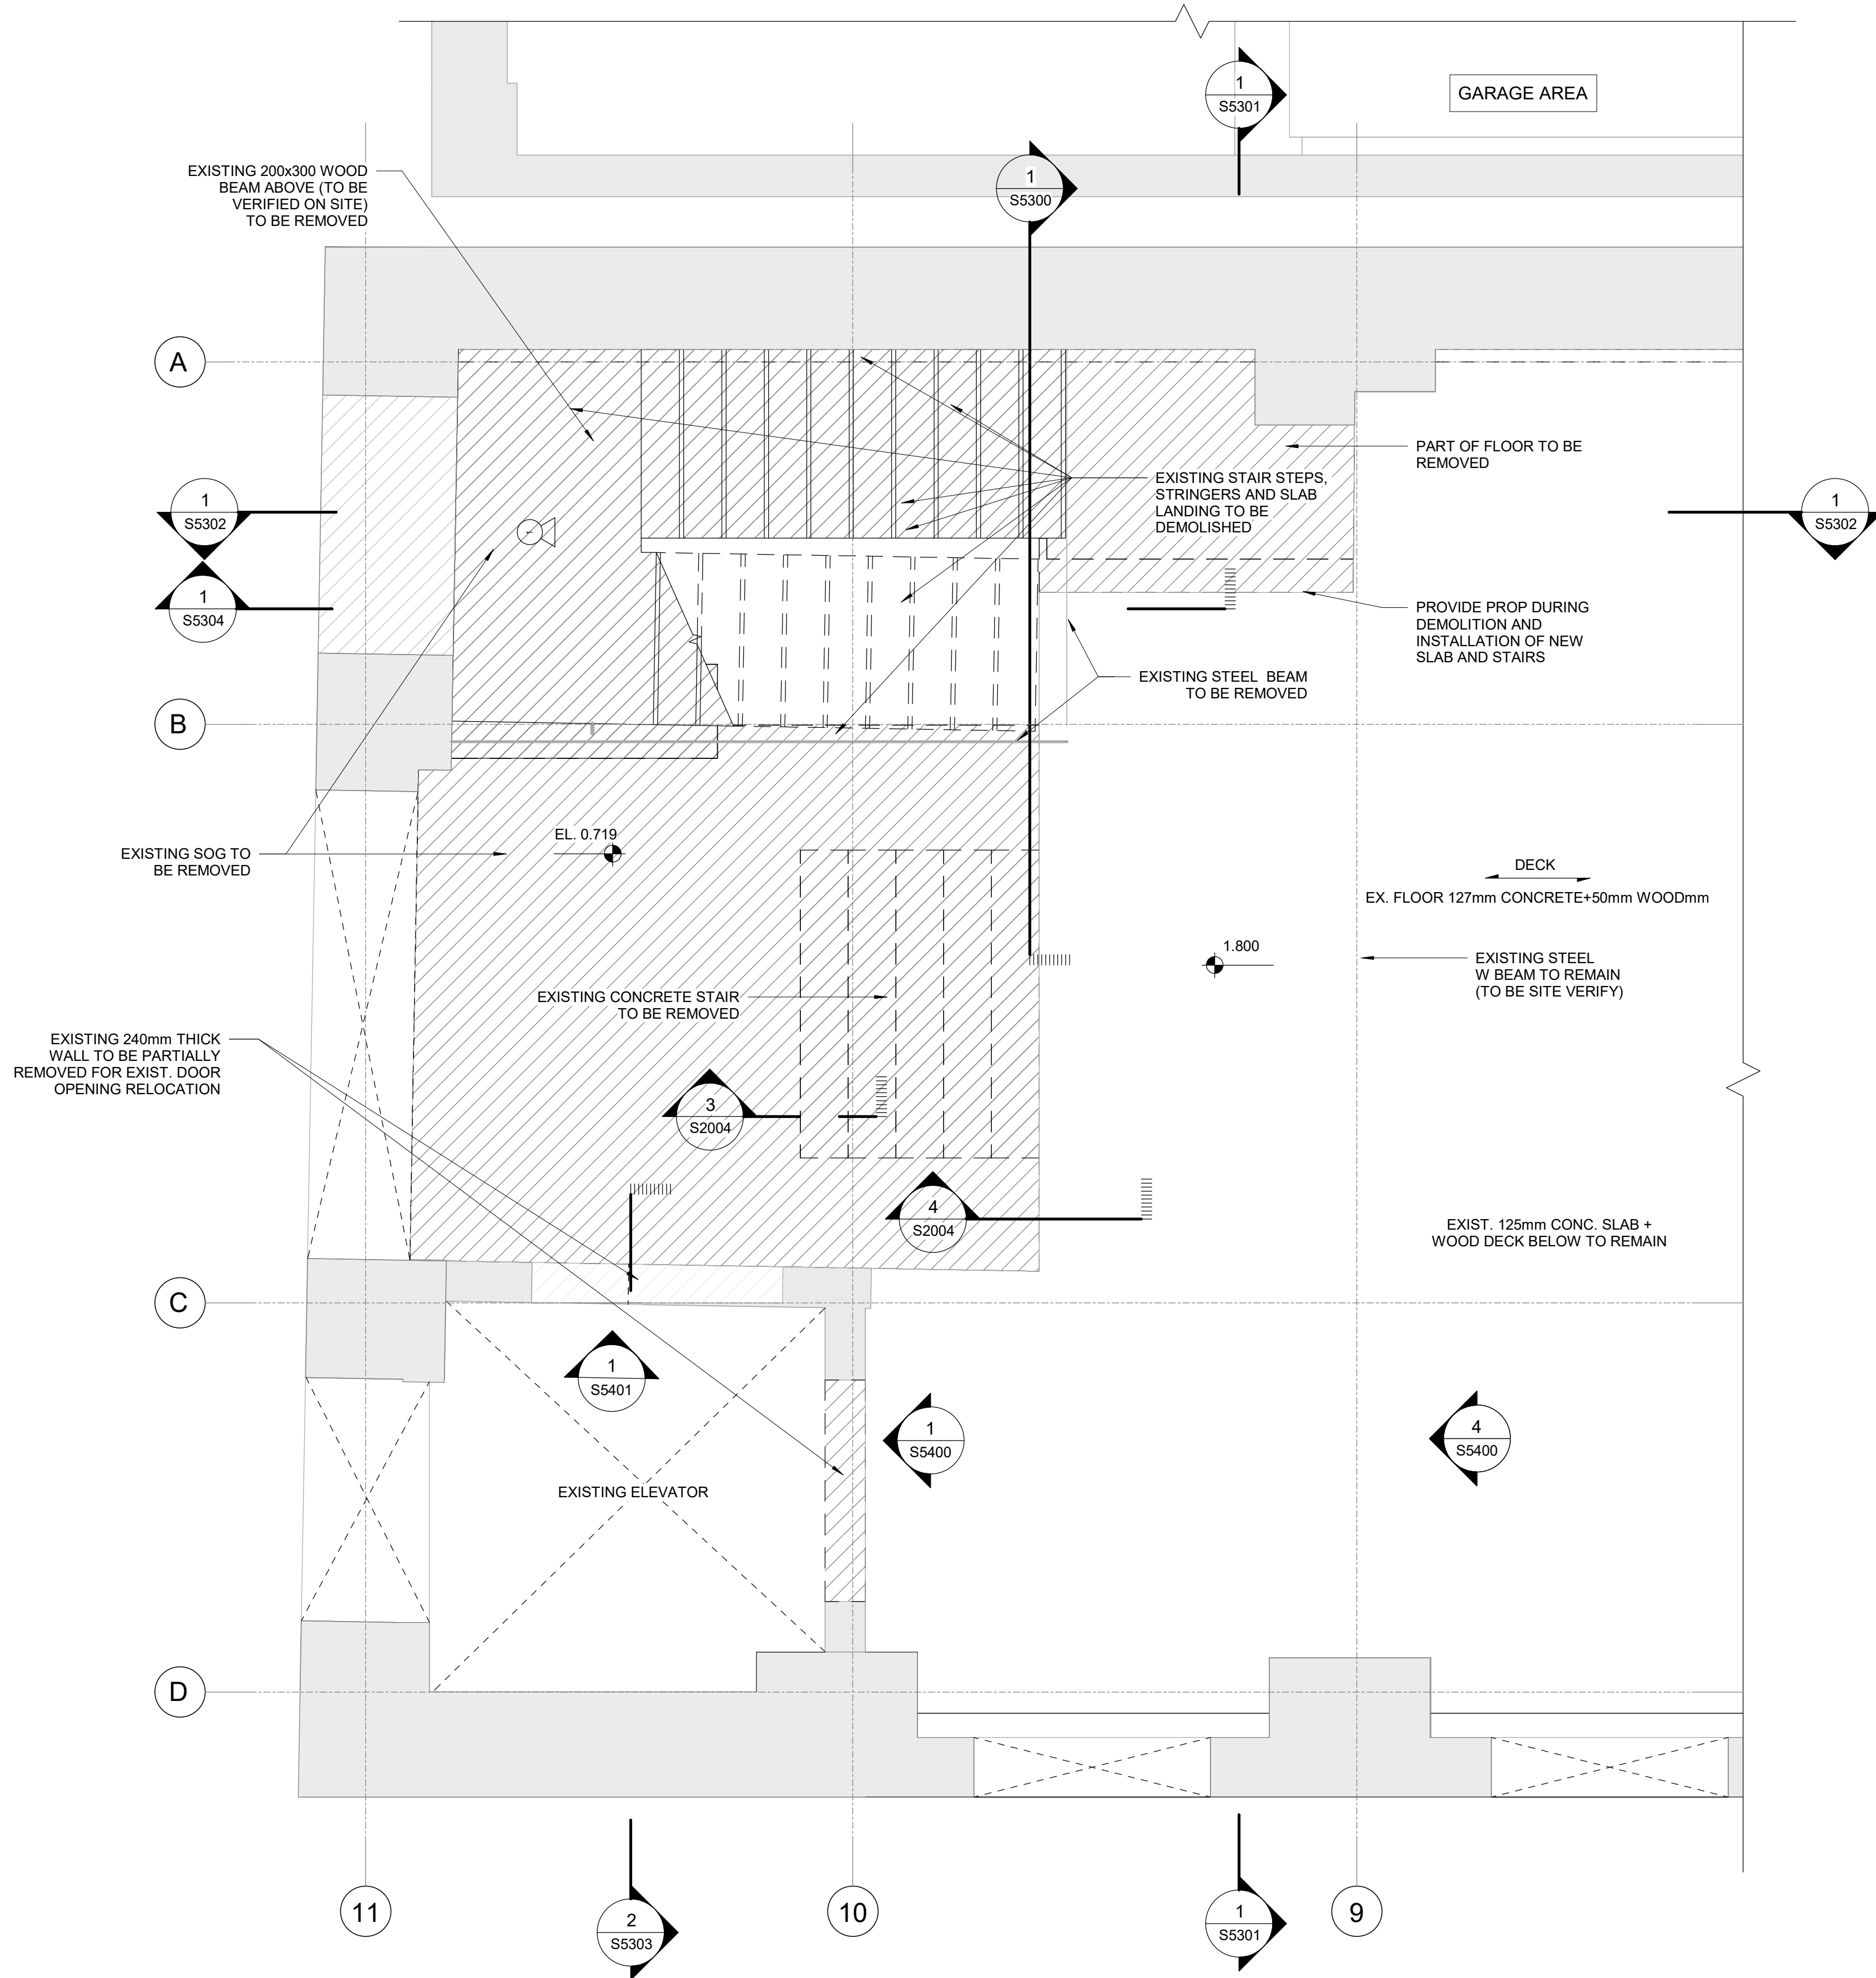 1
S5301
GARAGE AREA
EXISTING 200x300 WOOD
BEAM ABOVE (TO BE
VERIFIED ON SITE)
TO BE REMOVED
1
S5300
A
PART OF FLOOR TO BE
REMOVED
EXISTING STAIR STEPS,
STRINGERS AND SLAB
LANDING TO BE
DEMOLISHED
1
S5302
1
S5302
1
S5304
PROVIDE PROP DURING
DEMOLITION AND
INSTALLATION OF NEW
SLAB AND STAIRS
EXISTING STEEL BEAM
TO BE REMOVED
B
EL. 0.719
EXISTING SOG TO
BE REMOVED
DECK
EX. FLOOR 127mm CONCRETE+50mm WOODmm
1.800
EXISTING STEEL
W BEAM TO REMAIN
(TO BE SITE VERIFY)
EXISTING CONCRETE STAIR
TO BE REMOVED
EXISTING 240mm THICK
WALL TO BE PARTIALLY
REMOVED FOR EXIST. DOOR
OPENING RELOCATION
3
S2004
4
S2004
EXIST. 125mm CONC. SLAB +
WOOD DECK BELOW TO REMAIN
C
1
S5401
1
S5400
4
S5400
EXISTING ELEVATOR
D
11
10
9
2
S5303
1
S5301